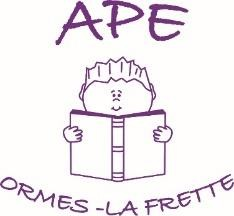 APE
ORMES - LA FRETTE